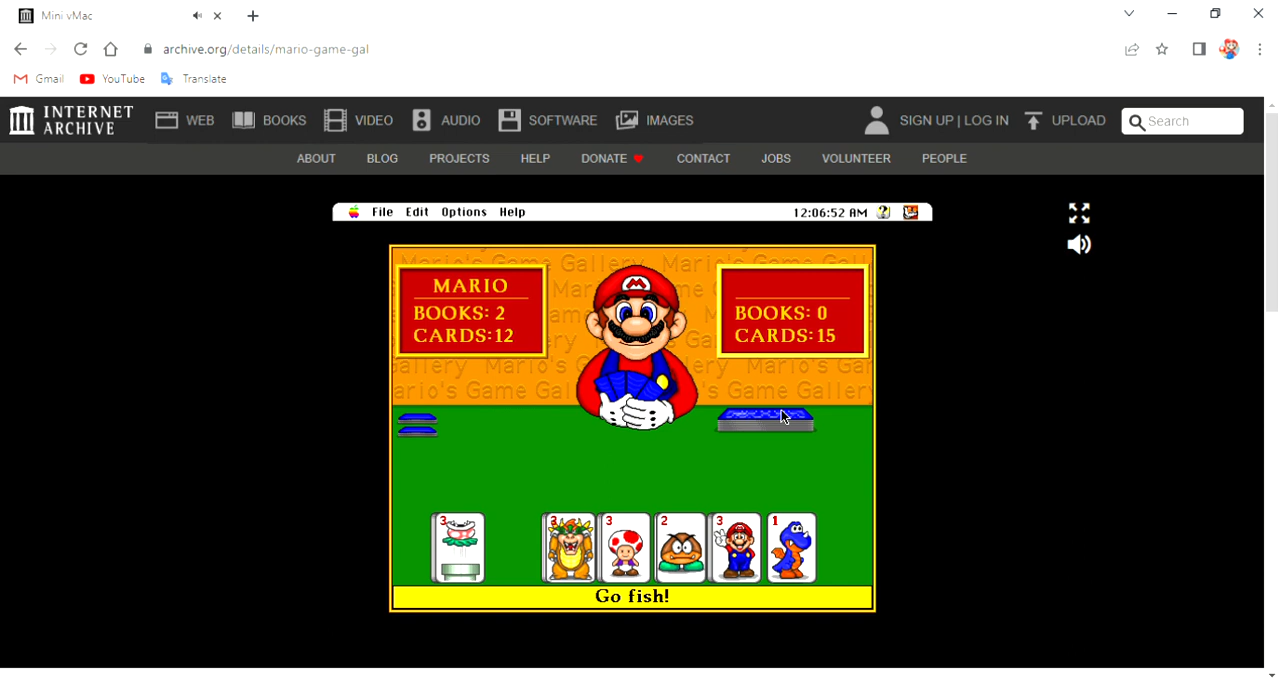 Mini vMac
archive.org/details/mario-game-gal
Gmail YouTube Translate
INTERNET ARCHIVE WEB BOOKS VIDEO AUDIO SOFTWARE IMAGES SIGN UP | LOG IN UPLOAD Search
ABOUT BLOG PROJECTS HELP DONATE CONTACT JOBS VOLUNTEER PEOPLE
File Edit Options Help 12:06:52 AM
Mario's Game Gallery
MARIO
BOOKS: 2
CARDS:12
BOOKS: 0
CARDS:15
3 3 2 3 1
Go fish!